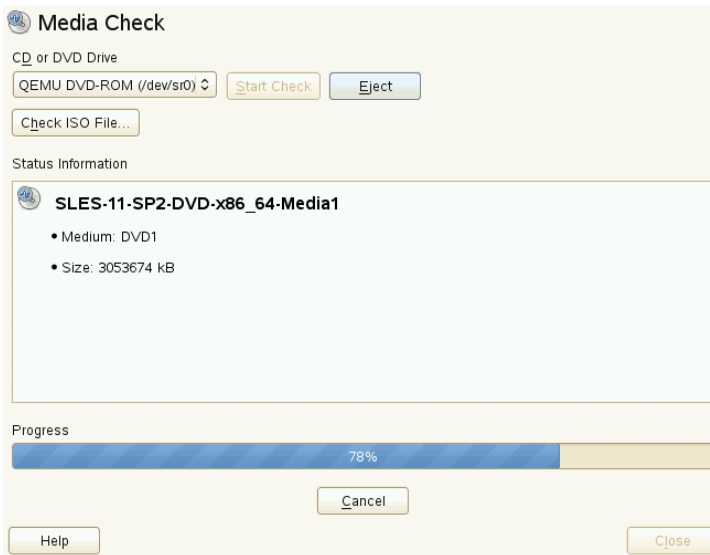 Media Check
CD or DVD Drive
QEMU DVD-ROM (/dev/sr0) Start Check Eject
Check ISO File...
Status Information
SLES-11-SP2-DVD-x86_64-Media1
• Medium: DVD1
• Size: 3053674 kB
Progress
78%
Cancel
Help Close